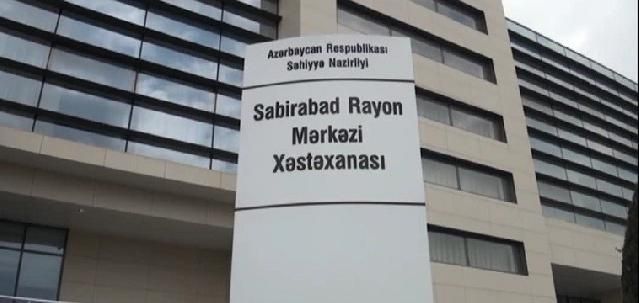 Azərbaycan Respublikası
Səhiyyə Nazirliyi
Sabirabad Rayon
Mərkəzi
Xəstəxanası